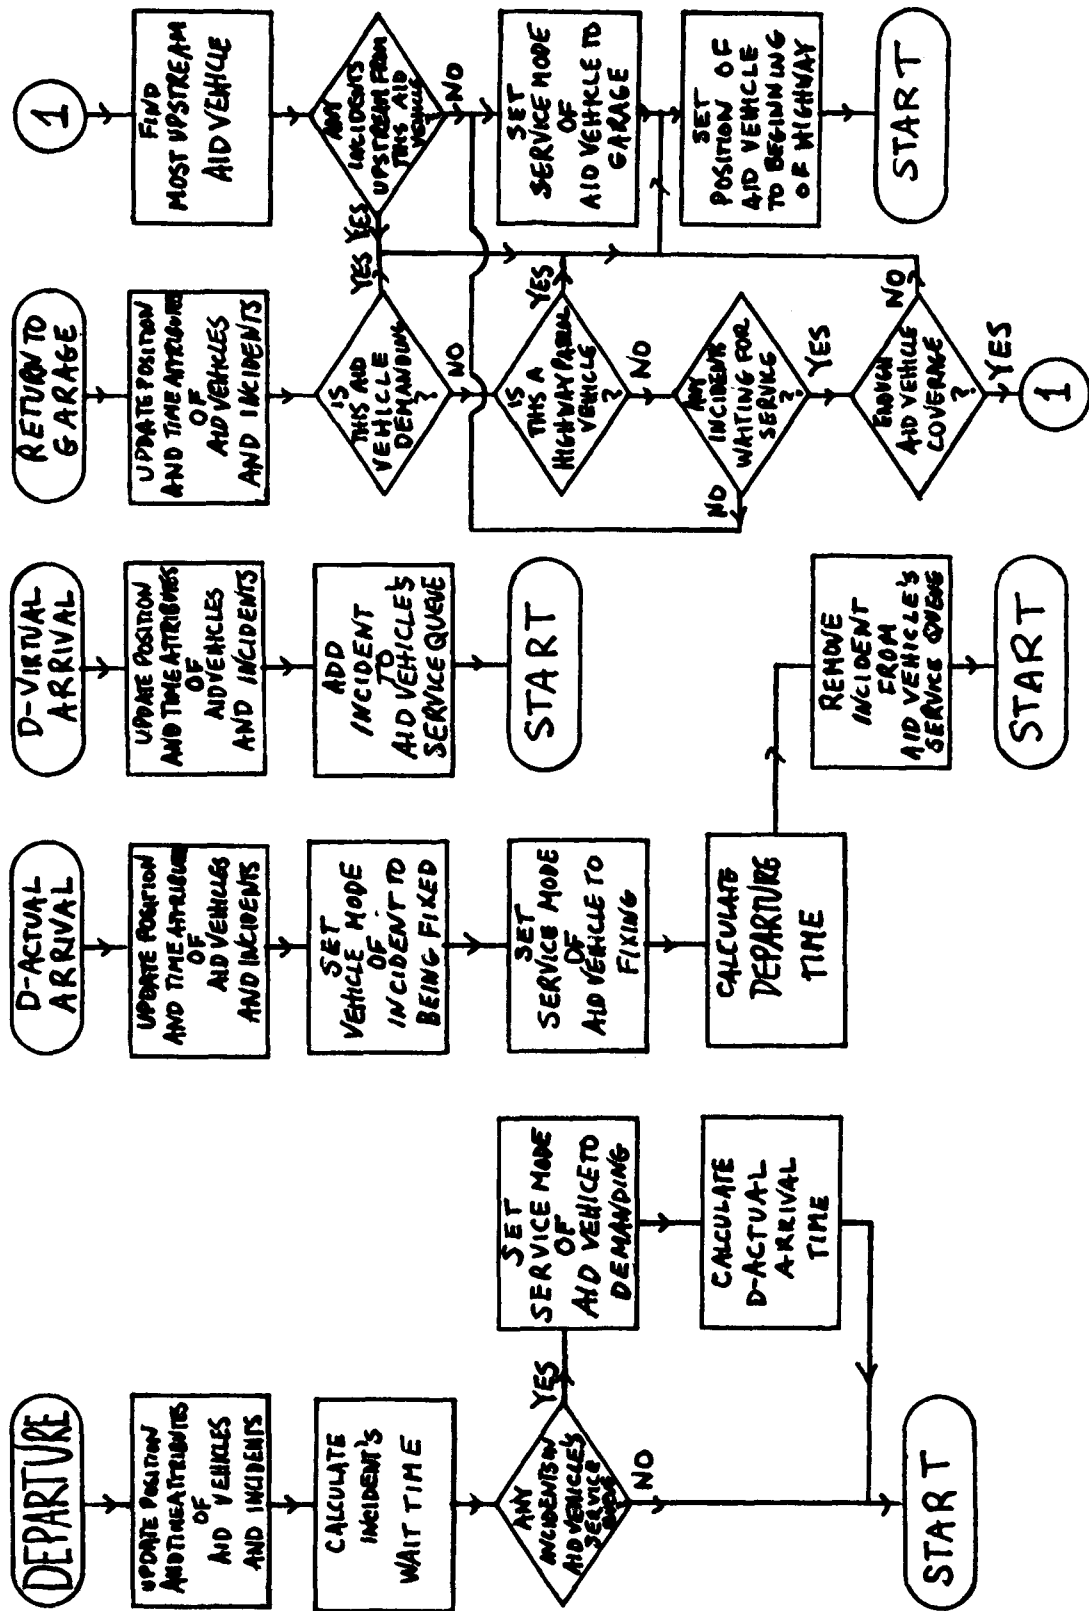 DEPARTURE
UPDATE POSITION
AND TIME ATTRIBUTES
OF
AID VEHICLES
AND INCIDENTS
CALCULATE
INCIDENT'S
WAIT TIME
ANY
INCIDENTS IN
AID VEHICLE'S
SERVICE
QUEUE
YES
NO
SET
SERVICE MODE
OF
AID VEHICE TO
DEMANDING
CALCULATE
D-ACTUAL
ARRIVAL
TIME
START
D-ACTUAL
ARRIVAL
UPDATE POSITION
AND TIME ATTRIBUTES
OF
AID VEHICLES
AND INCIDENTS
SET
VEHICLE MODE
OF
INCIDENT TO
BEING FIXED
SET
SERVICE MODE
OF
AID VEHICLE TO
FIXING
CALCULATE
DEPARTURE
TIME
REMOVE
INCIDENT
FROM
AID VEHICLE'S
SERVICE QUEUE
START
D-VIRTUAL
ARRIVAL
UPDATE POSITION
AND TIME ATTRIBUTES
OF
AID VEHICLES
AND INCIDENTS
ADD
INCIDENT
TO
AID VEHICLE'S
SERVICE QUEUE
START
RETURN TO
GARAGE
UPDATE POSITION
AND TIME ATTRIBUTES
OF
AID VEHICLES
AND INCIDENTS
IS
THIS AID
VEHICLE
DEMANDING
?
YES
NO
IS
THIS A
HIGHWAY PATROL
VEHICLE
?
YES
NO
ANY
INCIDENTS
WAITING FOR
SERVICE
?
NO
YES
ENOUGH
AID VEHICLE
COVERAGE
?
NO
YES
1
1
FIND
MOST UPSTREAM
AID VEHICLE
ANY
INCIDENTS
UPSTREAM FROM
THIS AID
VEHICLE
?
YES
NO
SET
SERVICE MODE
OF
AID VEHICLE TO
GARAGE
SET
POSITION OF
AID VEHICLE
TO BEGINNING
OF HIGHWAY
START